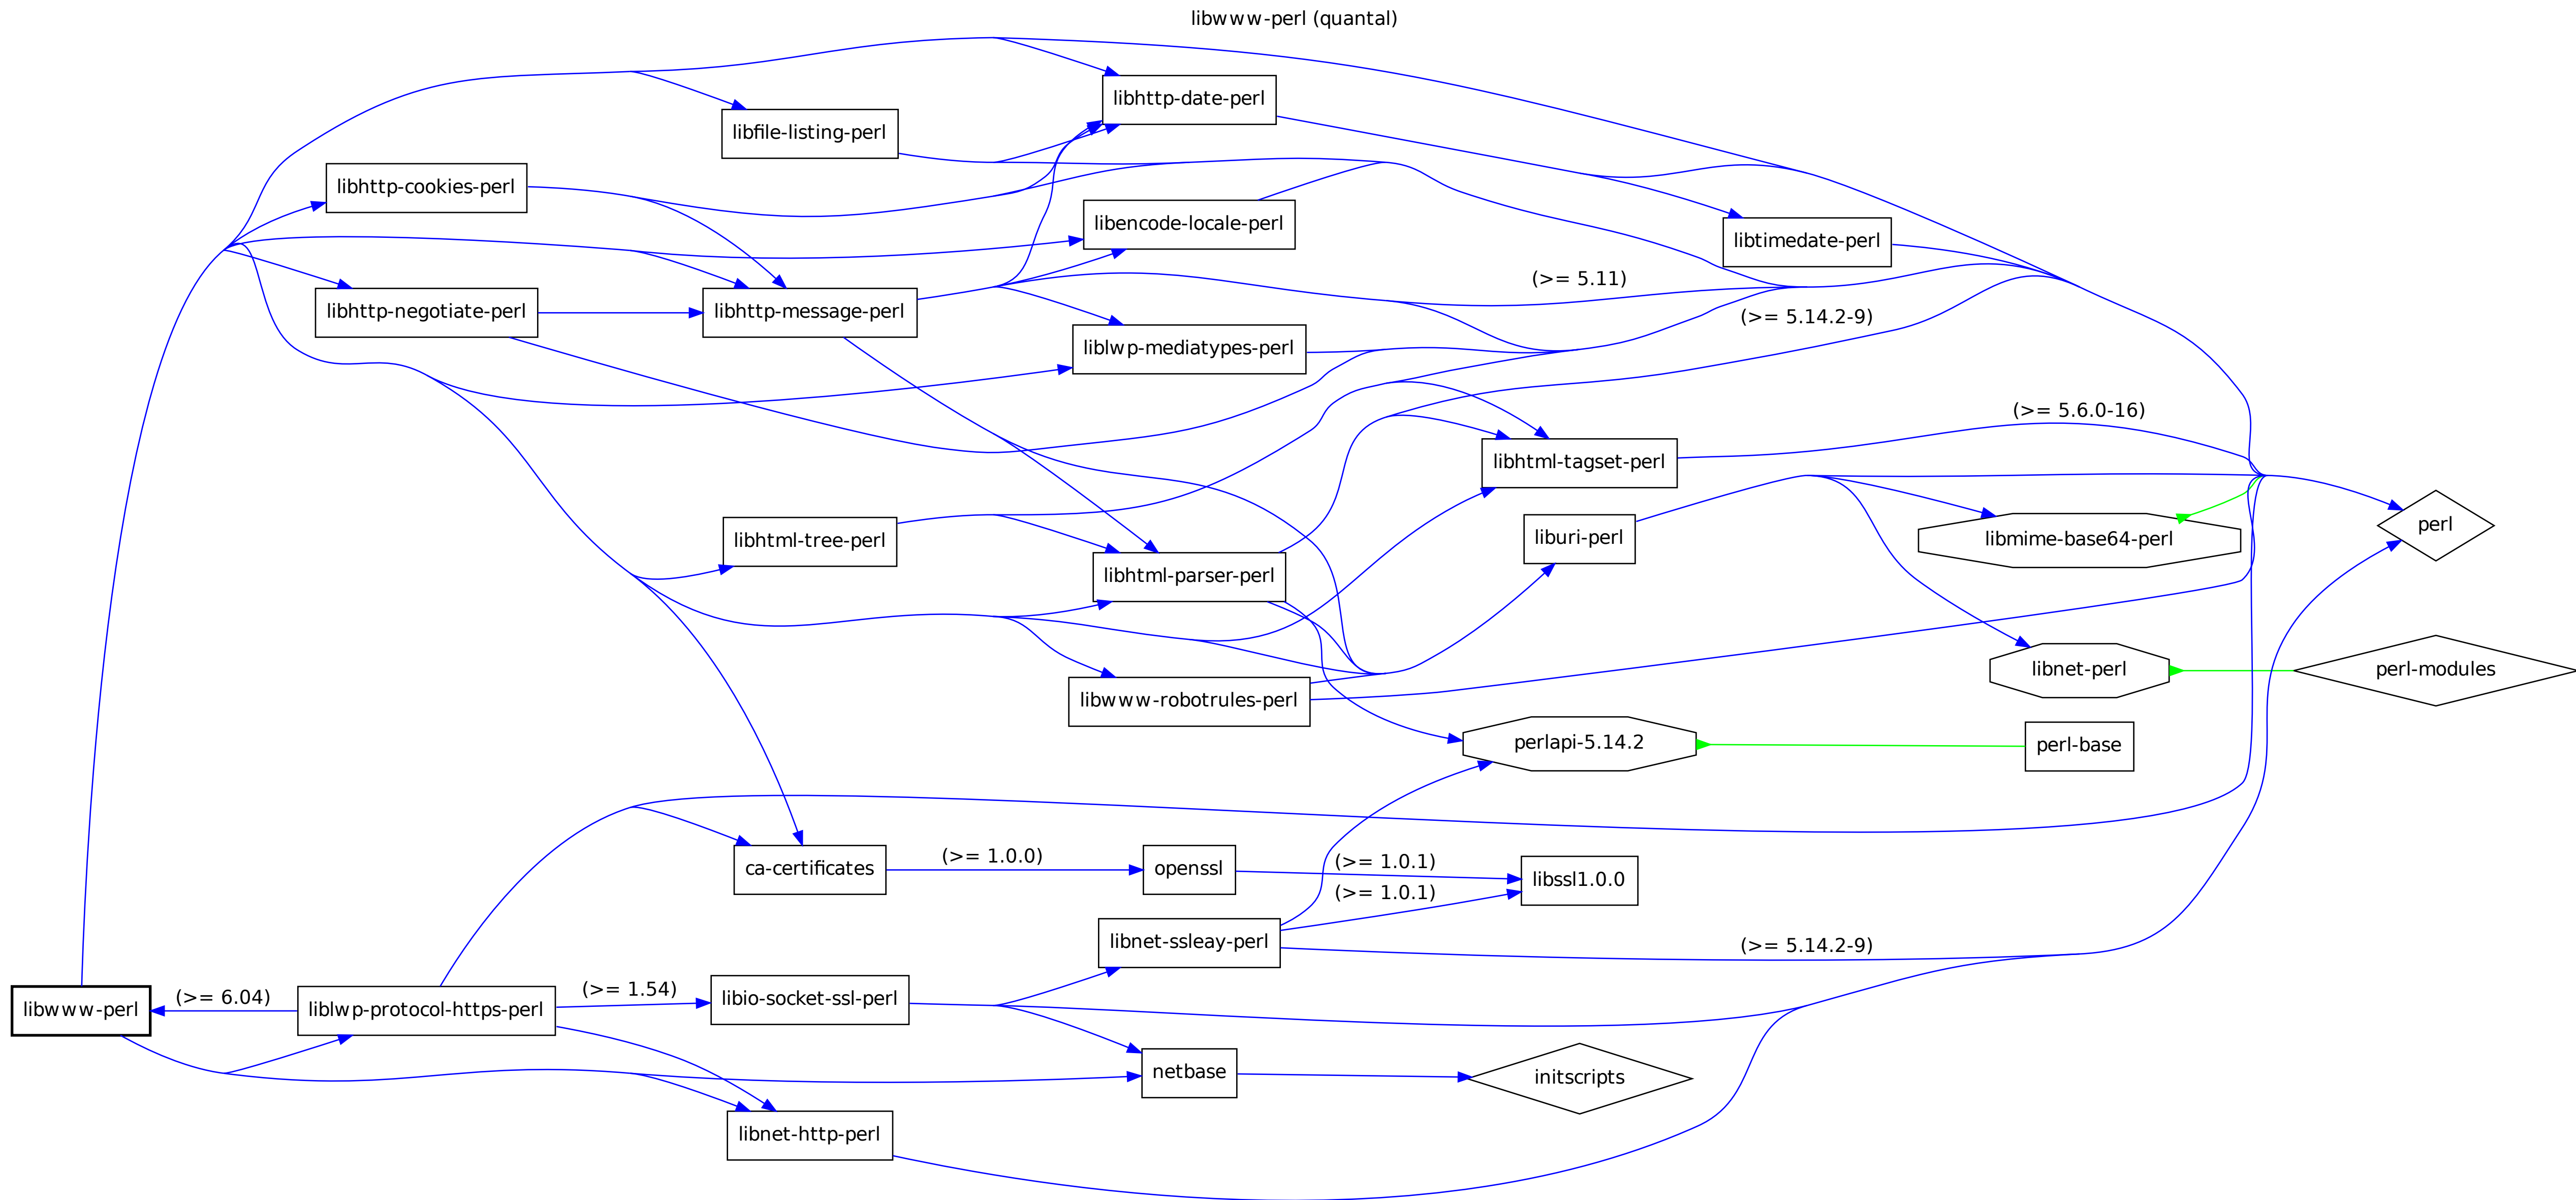 libwww-perl (quantal)
libhttp-date-perl
libfile-listing-perl
libhttp-cookies-perl
libencode-locale-perl
libtimedate-perl
(>= 5.11)
libhttp-negotiate-perl
libhttp-message-perl
(>= 5.14.2-9)
liblwp-mediatypes-perl
(>= 5.6.0-16)
libhtml-tagset-perl
perl
libhtml-tree-perl
liburi-perl
libmime-base64-perl
libhtml-parser-perl
libnet-perl
perl-modules
libwww-robotrules-perl
perlapi-5.14.2
perl-base
ca-certificates
(>= 1.0.0)
openssl
(>= 1.0.1)
libssl1.0.0
(>= 1.0.1)
libnet-ssleay-perl
(>= 5.14.2-9)
libwww-perl
(>= 6.04)
liblwp-protocol-https-perl
(>= 1.54)
libio-socket-ssl-perl
netbase
initscripts
libnet-http-perl